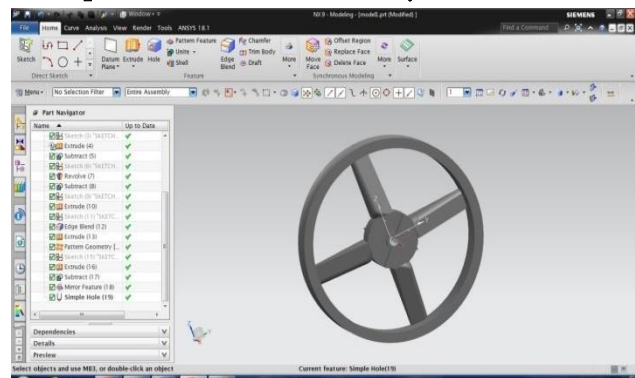 Window
NX 9 - Modeling - [model1.prt (Modified) ]
SIEMENS
File Home Curve Analysis View Render Tools ANSYS 18.1
Find a Command
Sketch
Datum Plane
Extrude
Hole
Pattern Feature
Unite
Shell
Edge Blend
Chamfer
Trim Body
Draft
More
Move Face
Offset Region
Replace Face
Delete Face
More
Surface
Direct Sketch
Feature
Synchronous Modeling
Menu
No Selection Filter
Entire Assembly
Part Navigator
Name Up to Date
Extrude (4)
Subtract (5)
Revolve (7)
Subtract (8)
Extrude (10)
Edge Blend (12)
Extrude (13)
Pattern Geometry [...
Extrude (16)
Subtract (17)
Mirror Feature (18)
Simple Hole (19)
Dependencies
Details
Preview
Select objects and use MB3, or double-click an object
Current feature: Simple Hole(19)